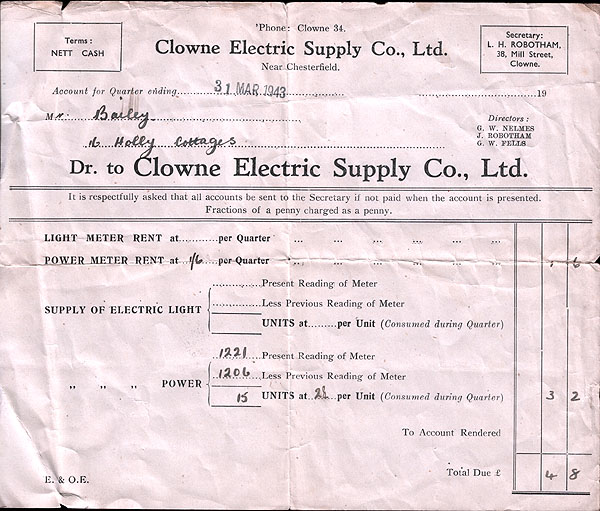 'Phone: Clowne 34.
Terms :
NETT CASH
Clowne Electric Supply Co., Ltd.
Near Chesterfield.
Secretary:
L. H. ROBOTHAM,
38, Mill Street,
Clowne.
Account for Quarter ending 31 MAR 1943 19
Mr. Bailey
16 Holly Cottages
Directors :
G. W. NELMES
J. ROBOTHAM
G. W. FELLS
Dr. to Clowne Electric Supply Co., Ltd.
It is respectfully asked that all accounts be sent to the Secretary if not paid when the account is presented.
Fractions of a penny charged as a penny.
LIGHT METER RENT at............per Quarter ... ... ... ... ...
POWER METER RENT at 1/6 per Quarter ... ... ... ... ... 1 6
Present Reading of Meter
SUPPLY OF ELECTRIC LIGHT Less Previous Reading of Meter
UNITS at.........per Unit (Consumed during Quarter)
1221 Present Reading of Meter
" " " POWER 1206 Less Previous Reading of Meter
15 UNITS at per Unit (Consumed during Quarter) 3 2
To Account Rendered
Total Due £ 4 8
E. & O.E.